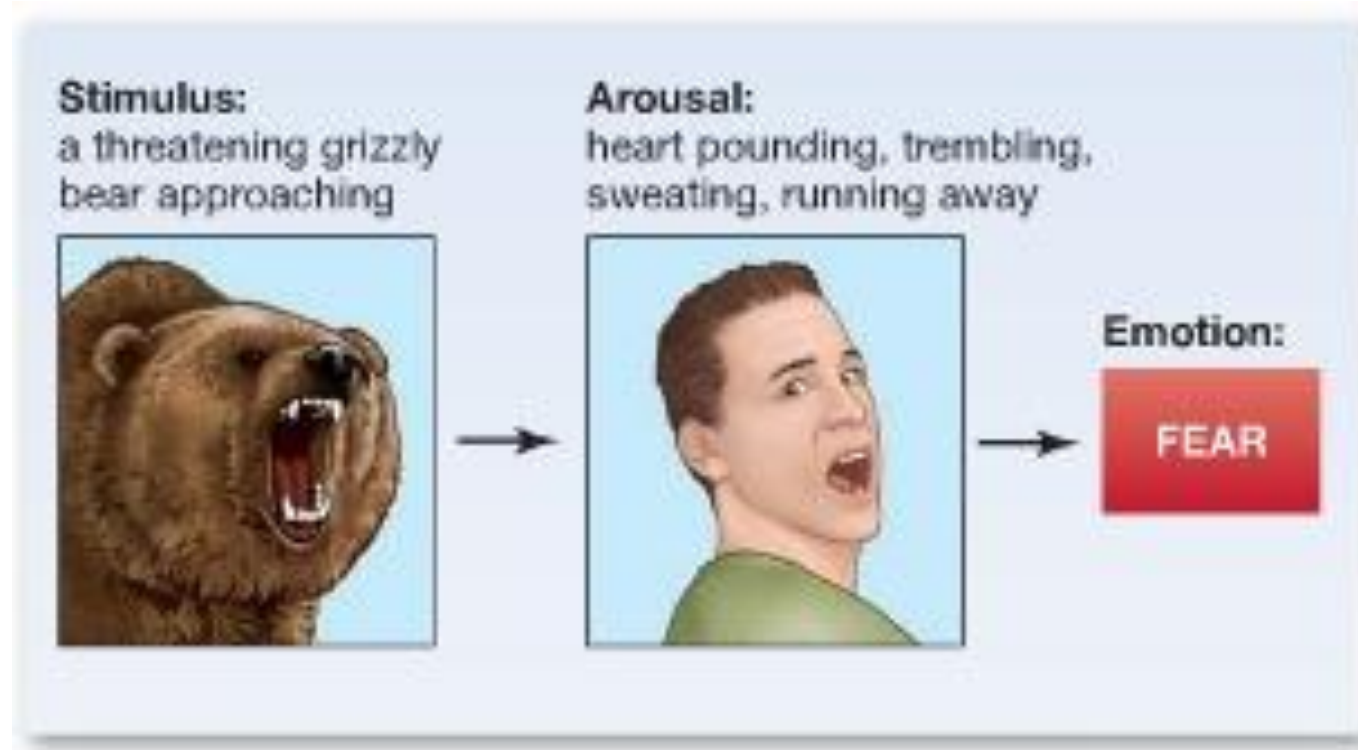 Stimulus:
a threatening grizzly
bear approaching
Arousal:
heart pounding, trembling,
sweating, running away
Emotion:
FEAR